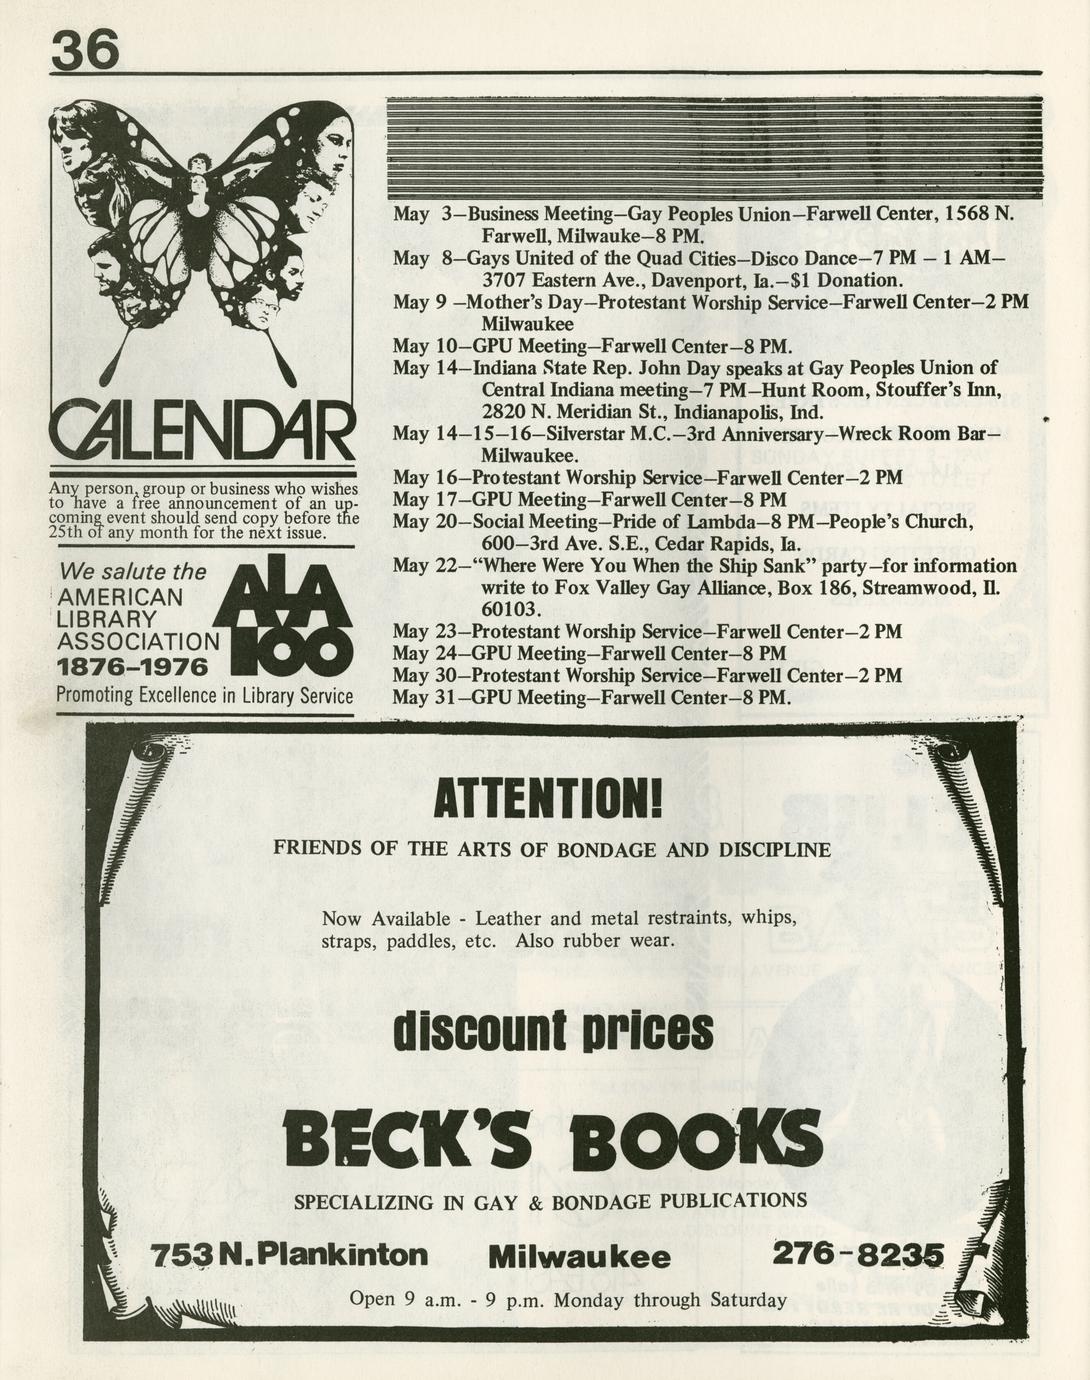 36
CALENDAR
Any person, group or business who wishes
to have a free announcement of an up-
coming event should send copy before the
25th of any month for the next issue.
We salute the
AMERICAN
LIBRARY
ASSOCIATION
1876–1976
ALA
100
Promoting Excellence in Library Service
May 3—Business Meeting—Gay Peoples Union—Farwell Center, 1568 N.
Farwell, Milwauke—8 PM.
May 8—Gays United of the Quad Cities—Disco Dance—7 PM — 1 AM—
3707 Eastern Ave., Davenport, Ia.—$1 Donation.
May 9 —Mother's Day—Protestant Worship Service—Farwell Center—2 PM
Milwaukee
May 10—GPU Meeting—Farwell Center—8 PM.
May 14—Indiana State Rep. John Day speaks at Gay Peoples Union of
Central Indiana meeting—7 PM—Hunt Room, Stouffer's Inn,
2820 N. Meridian St., Indianapolis, Ind.
May 14—15—16—Silverstar M.C.—3rd Anniversary—Wreck Room Bar—
Milwaukee.
May 16—Protestant Worship Service—Farwell Center—2 PM
May 17—GPU Meeting—Farwell Center—8 PM
May 20—Social Meeting—Pride of Lambda—8 PM—People's Church,
600—3rd Ave. S.E., Cedar Rapids, Ia.
May 22—“Where Were You When the Ship Sank” party—for information
write to Fox Valley Gay Alliance, Box 186, Streamwood, Il.
60103.
May 23—Protestant Worship Service—Farwell Center—2 PM
May 24—GPU Meeting—Farwell Center—8 PM
May 30—Protestant Worship Service—Farwell Center—2 PM
May 31—GPU Meeting—Farwell Center—8 PM.
ATTENTION!
FRIENDS OF THE ARTS OF BONDAGE AND DISCIPLINE
Now Available - Leather and metal restraints, whips,
straps, paddles, etc. Also rubber wear.
discount prices
BECK'S BOOKS
SPECIALIZING IN GAY & BONDAGE PUBLICATIONS
753 N. Plankinton Milwaukee 276-8235
Open 9 a.m. - 9 p.m. Monday through Saturday